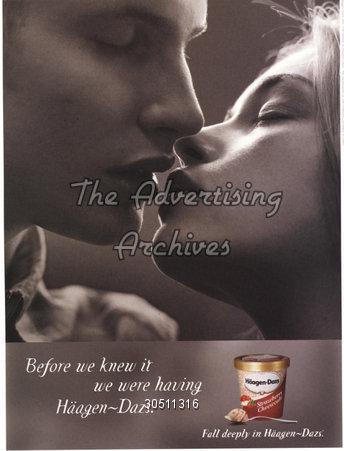 The Advertising
Archives
Before we knew it
we were having
Häagen~Dazs.
30511316
Häagen-Dazs
Strawberry
Cheesecake
Fall deeply in Häagen~Dazs.